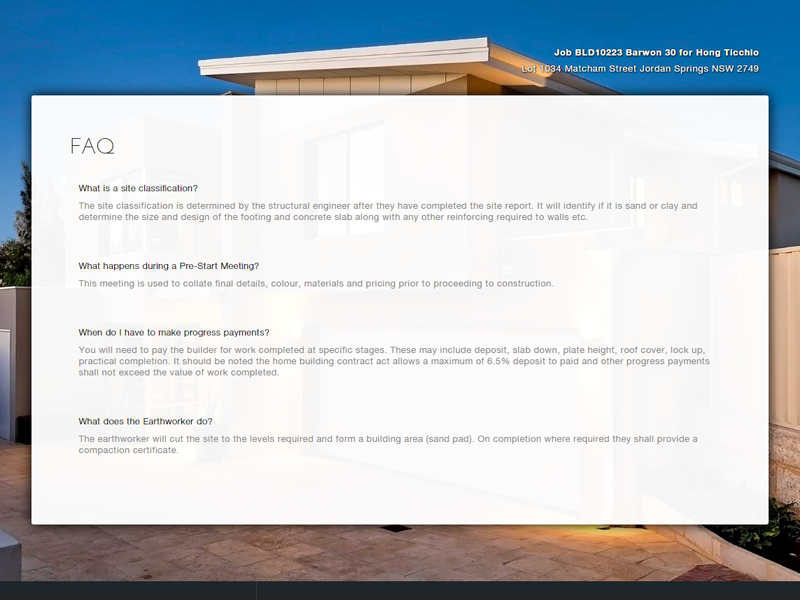 Job BLD10223 Barwon 30 for Hong Ticchio
Lot 1034 Matcham Street Jordan Springs NSW 2749
FAQ
What is a site classification?
The site classification is determined by the structural engineer after they have completed the site report. It will identify if it is sand or clay and
determine the size and design of the footing and concrete slab along with any other reinforcing required to walls etc.
What happens during a Pre-Start Meeting?
This meeting is used to collate final details, colour, materials and pricing prior to proceeding to construction.
When do I have to make progress payments?
You will need to pay the builder for work completed at specific stages. These may include deposit, slab down, plate height, roof cover, lock up,
practical completion. It should be noted the home building contract act allows a maximum of 6.5% deposit to paid and other progress payments
shall not exceed the value of work completed.
What does the Earthworker do?
The earthworker will cut the site to the levels required and form a building area (sand pad). On completion where required they shall provide a
compaction certificate.